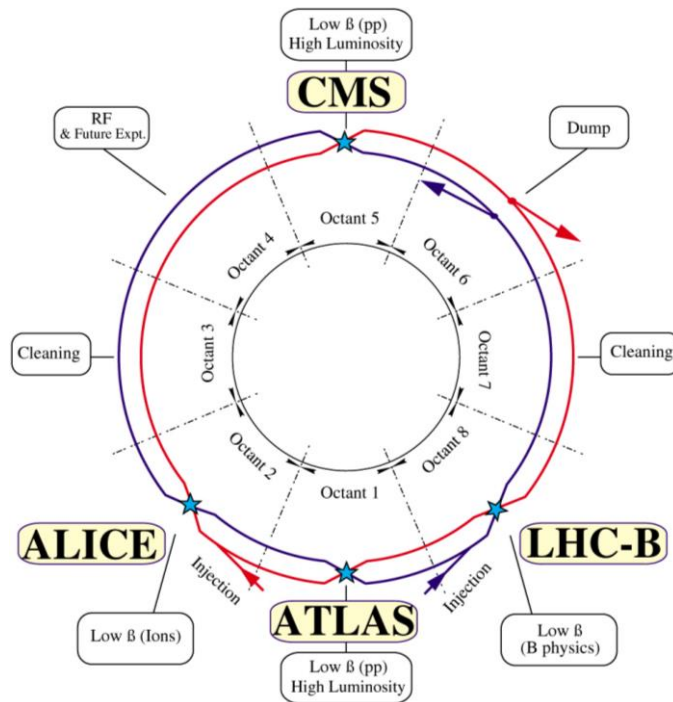 Low ß (pp)
High Luminosity
CMS
RF
& Future Expt.
Dump
Octant 5
Octant 4
Octant 6
Cleaning
Octant 3
Octant 7
Cleaning
Octant 2
Octant 8
Octant 1
ALICE
LHC-B
Injection
Injection
ATLAS
Low ß (Ions)
Low ß
(B physics)
Low ß (pp)
High Luminosity